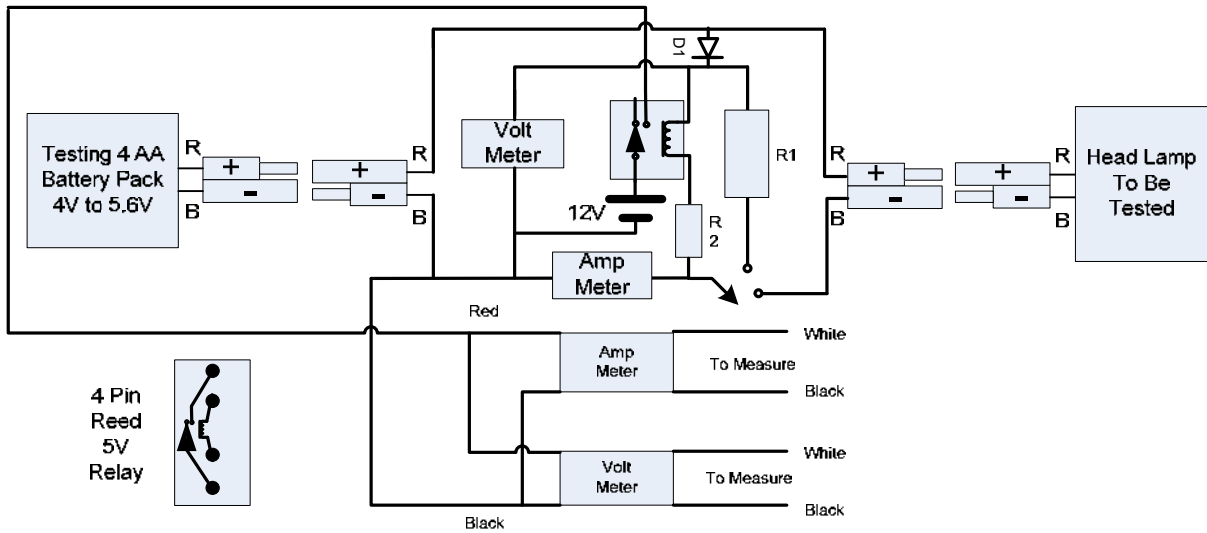 D1
Testing 4 AA
Battery Pack
4V to 5.6V
R
+
-
B
+
-
R
B
Volt
Meter
12V
R
2
R1
Amp
Meter
R
+
-
B
+
-
R
B
Head Lamp
To Be
Tested
Red
Amp
Meter
White
To Measure
Black
4 Pin
Reed
5V
Relay
Volt
Meter
White
To Measure
Black
Black